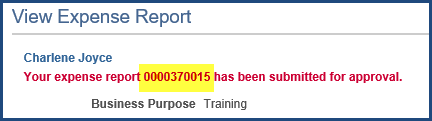 View Expense Report
Charlene Joyce
Your expense report 0000370015 has been submitted for approval.
Business Purpose Training